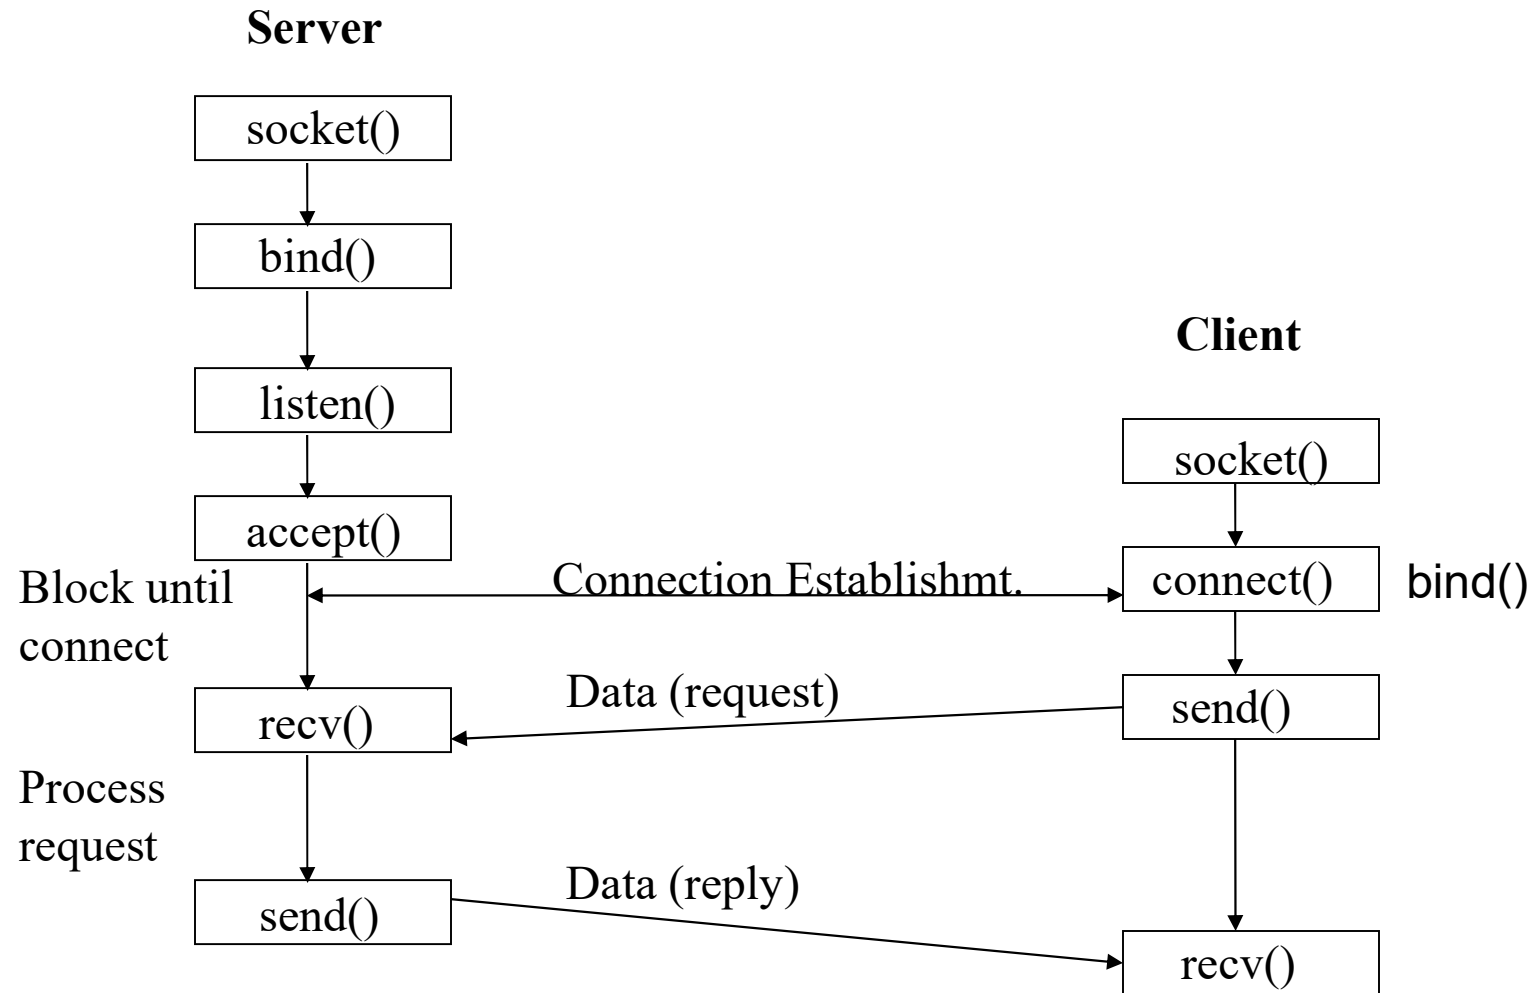 Server
socket()
bind()
listen()
accept()
Block until
connect
recv()
Process
request
send()
Connection Establishmt.
Data (request)
Data (reply)
Client
socket()
connect()
bind()
send()
recv()